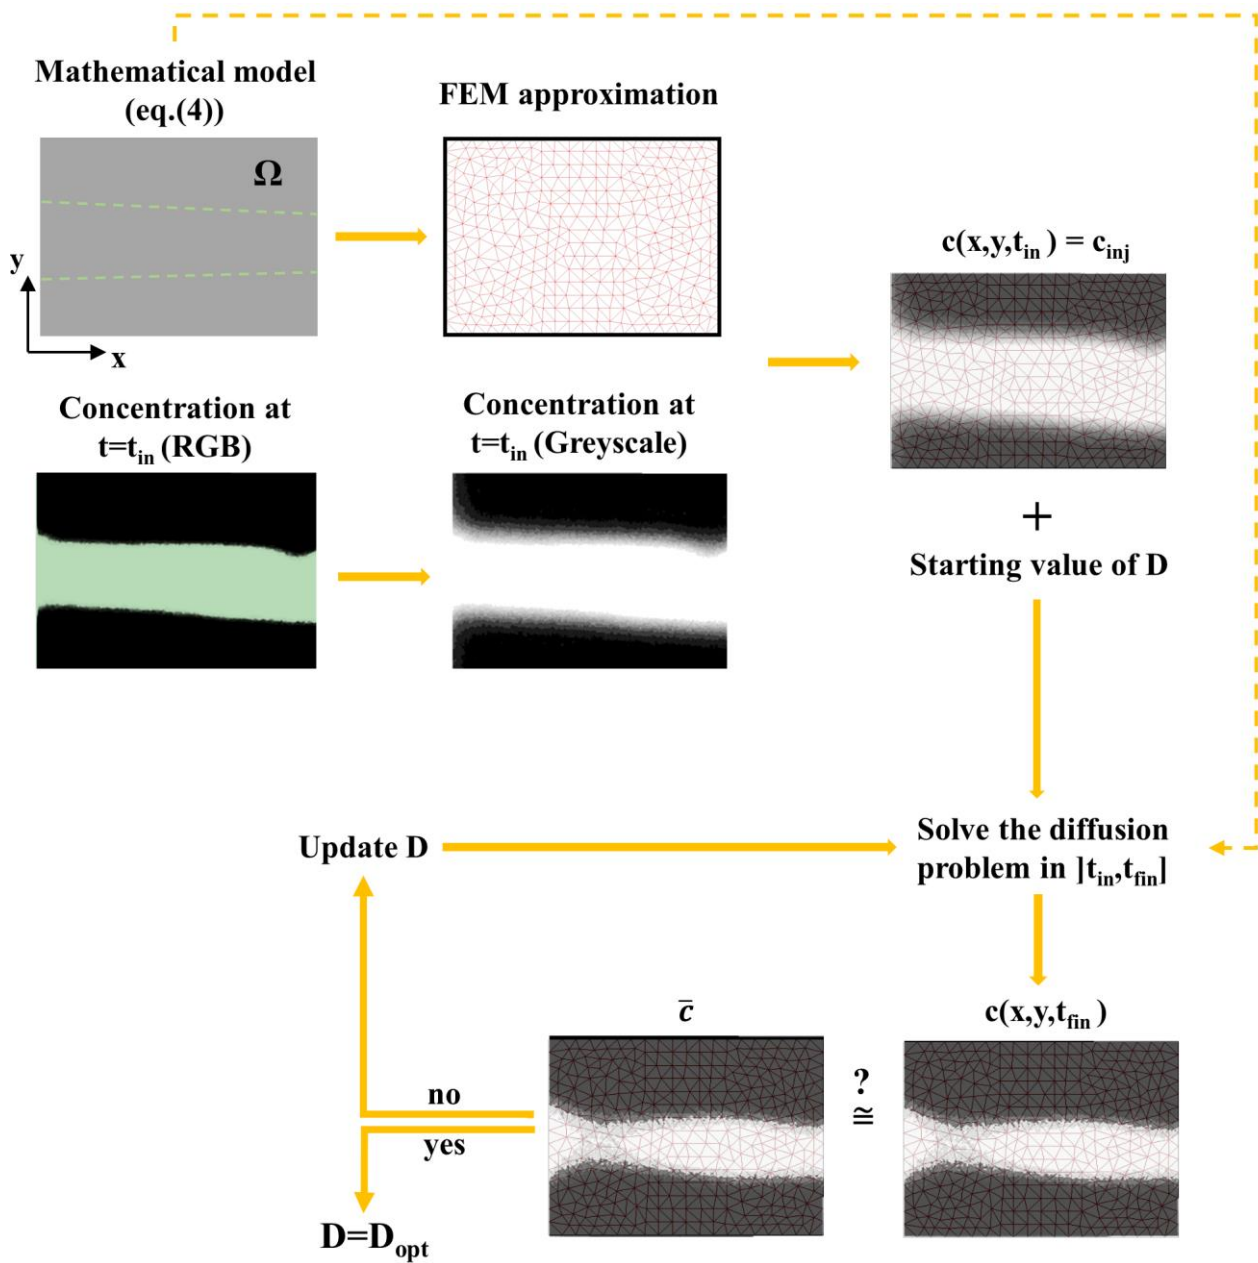 Mathematical model
(eq.(4))
FEM approximation
Ω
y
x
c(x,y,t_in ) = c_inj
Concentration at
t=t_in (RGB)
Concentration at
t=t_in (Greyscale)
+
Starting value of D
Update D
Solve the diffusion
problem in ]t_in,t_fin]
c̅
c(x,y,t_fin )
?
≅
no
yes
D=D_opt